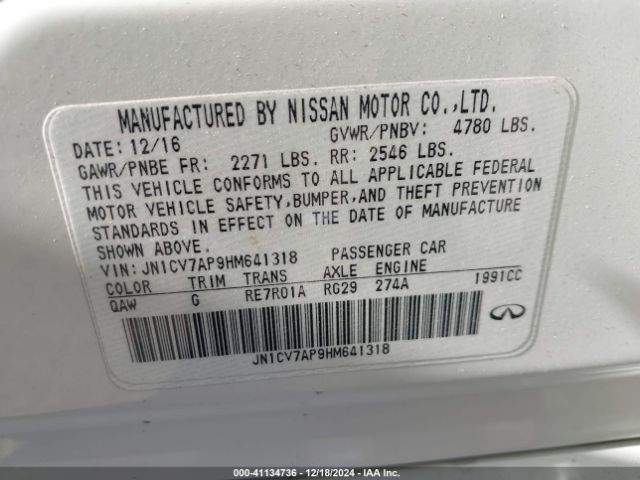 MANUFACTURED BY NISSAN MOTOR CO.,LTD.
DATE: 12/16 GVWR/PNBV: 4780 LBS.
GAWR/PNBE FR: 2271 LBS. RR: 2546 LBS.
THIS VEHICLE CONFORMS TO ALL APPLICABLE FEDERAL
MOTOR VEHICLE SAFETY,BUMPER,AND THEFT PREVENTION
STANDARDS IN EFFECT ON THE DATE OF MANUFACTURE
SHOWN ABOVE.
VIN: JN1CV7AP9HM641318 PASSENGER CAR
COLOR TRIM TRANS AXLE ENGINE
QAW G RE7R01A RG29 274A 1991CC
JN1CV7AP9HM641318
000-41134736 - 12/18/2024 - IAA Inc.